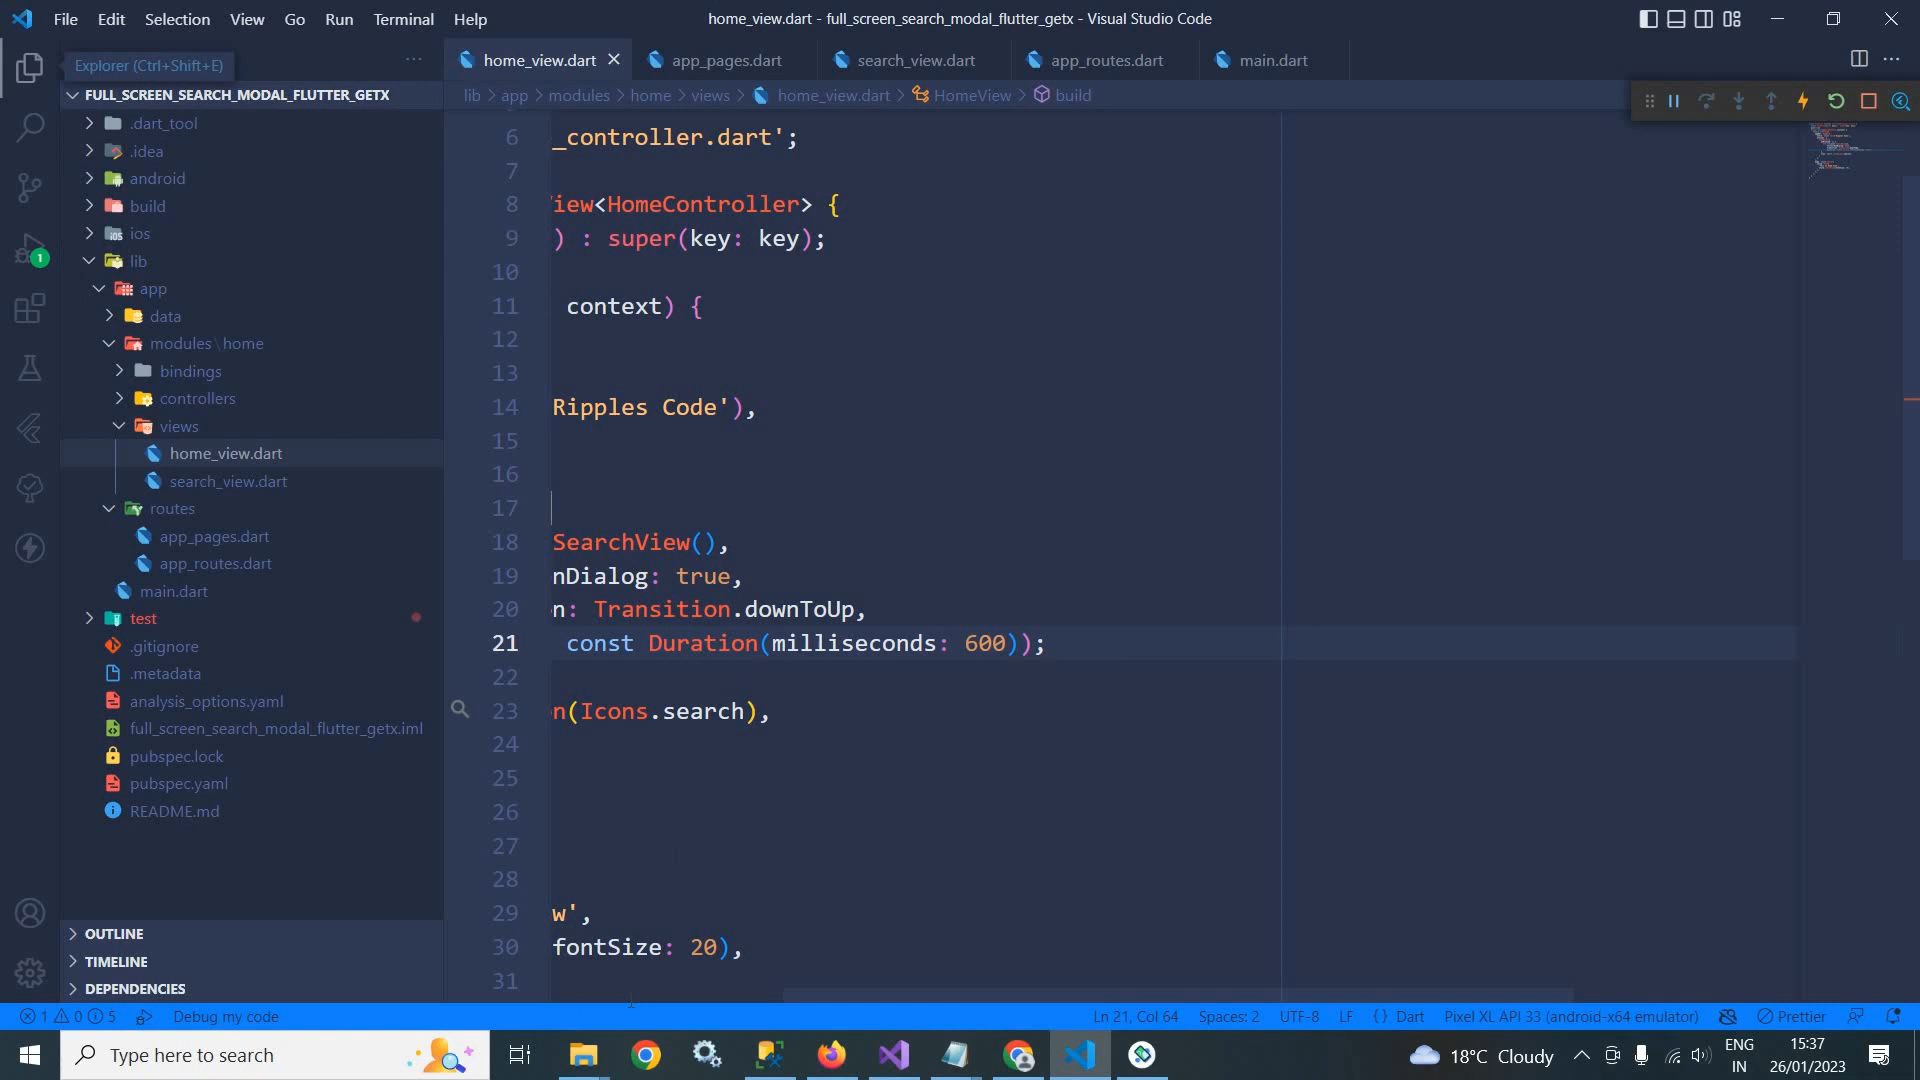 File Edit Selection View Go Run Terminal Help
home_view.dart - full_screen_search_modal_flutter_getx - Visual Studio Code
Explorer (Ctrl+Shift+E)
home_view.dart app_pages.dart search_view.dart app_routes.dart main.dart
FULL_SCREEN_SEARCH_MODAL_FLUTTER_GETX
lib > app > modules > home > views > home_view.dart > HomeView > build
.dart_tool
.idea
android
build
ios
lib
app
data
modules\home
bindings
controllers
views
home_view.dart
search_view.dart
routes
app_pages.dart
app_routes.dart
main.dart
test
.gitignore
.metadata
analysis_options.yaml
full_screen_search_modal_flutter_getx.iml
pubspec.lock
pubspec.yaml
README.md
OUTLINE
TIMELINE
DEPENDENCIES
1
6 _controller.dart';
7
8 View<HomeController> {
9 ) : super(key: key);
10
11 context) {
12
13
14 Ripples Code'),
15
16
17
18 SearchView(),
19 nDialog: true,
20 n: Transition.downToUp,
21 const Duration(milliseconds: 600));
22
23 n(Icons.search),
24
25
26
27
28
29 w',
30 fontSize: 20),
31
1 0 5 Debug my code
Ln 21, Col 64 Spaces: 2 UTF-8 LF {} Dart Pixel XL API 33 (android-x64 emulator) Prettier
Type here to search
18°C Cloudy
ENG
IN
15:37
26/01/2023